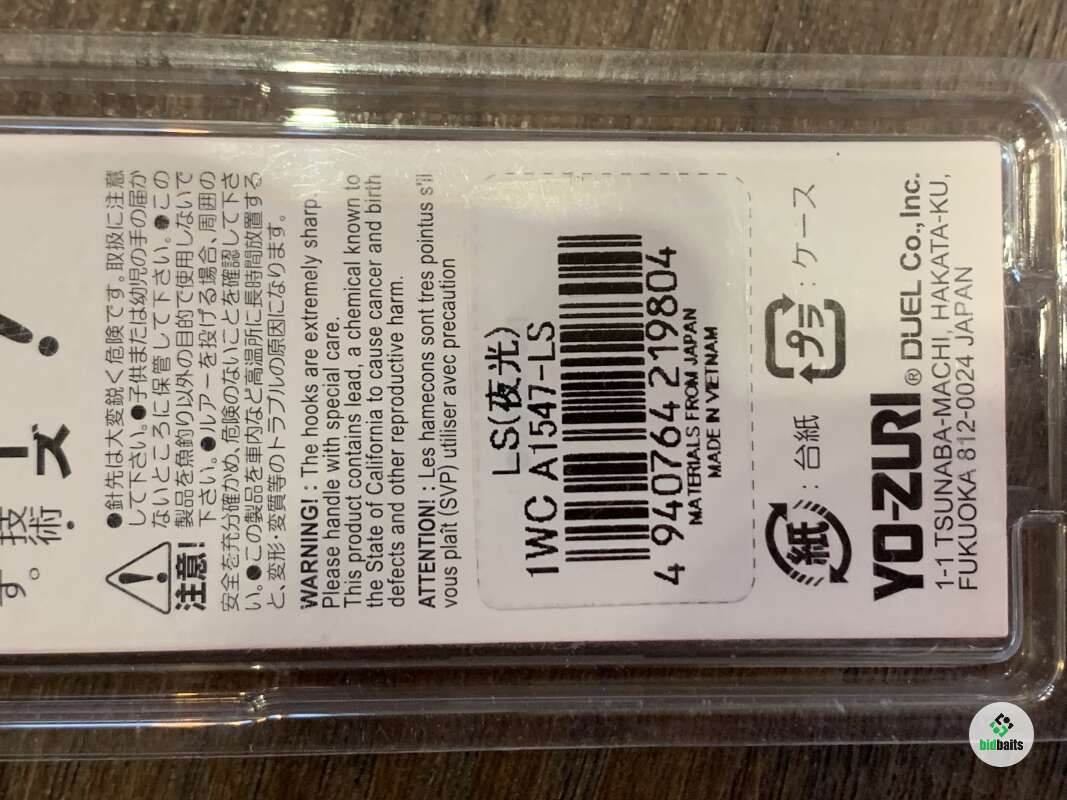 す。技術
ズ
注意!
●針先は大変鋭く危険です。取扱に注意
して下さい。●子供または幼児の手の届か
ないところに保管して下さい。●この
製品を魚釣り以外の目的で使用しないで
下さい。●ルアーを投げる場合、周囲の
安全を充分確かめ、危険のないことを確認して下さ
い。●この製品を車内など高温所に長時間放置する
と、変形・変質等のトラブルの原因になります。
WARNING! : The hooks are extremely sharp.
Please handle with special care.
This product contains lead, a chemical known to
the State of California to cause cancer and birth
defects and other reproductive harm.
ATTENTION! : Les hamecons sont tres pointus s'il
vous plaît (SVP) utiliser avec precaution
LS(夜光)
1WC A1547-LS
4 940764 219804
MATERIALS FROM JAPAN
MADE IN VIETNAM
紙 : 台紙 プラ : ケース
YO-ZURI ® DUEL Co., Inc.
1-1 TSUNABA-MACHI, HAKATA-KU,
FUKUOKA 812-0024 JAPAN
bidbaits